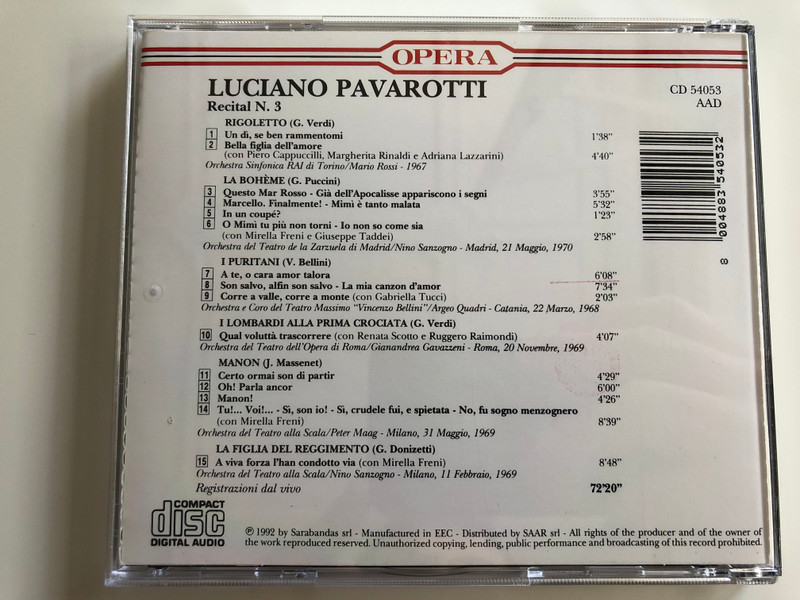 OPERA
LUCIANO PAVAROTTI
Recital N. 3
CD 54053
AAD
RIGOLETTO (G. Verdi)
1 Un dì, se ben rammentomi 1'38"
2 Bella figlia dell'amore
(con Piero Cappuccilli, Margherita Rinaldi e Adriana Lazzarini) 4'40"
Orchestra Sinfonica RAI di Torino/Mario Rossi - 1967
LA BOHÈME (G. Puccini)
3 Questo Mar Rosso - Già dell'Apocalisse appariscono i segni 3'55"
4 Marcello. Finalmente! - Mimì è tanto malata 5'32"
5 In un coupé? 1'23"
6 O Mimì tu più non torni - Io non so come sia
(con Mirella Freni e Giuseppe Taddei) 2'58"
Orchestra del Teatro de la Zarzuela di Madrid/Nino Sanzogno - Madrid, 21 Maggio, 1970
I PURITANI (V. Bellini)
7 A te, o cara amor talora 6'08"
8 Son salvo, alfin son salvo - La mia canzon d'amor 7'34"
9 Corre a valle, corre a monte (con Gabriella Tucci) 2'03"
Orchestra e Coro del Teatro Massimo "Vincenzo Bellini"/Argeo Quadri - Catania, 22 Marzo, 1968
I LOMBARDI ALLA PRIMA CROCIATA (G. Verdi)
10 Qual voluttà trascorrere (con Renata Scotto e Ruggero Raimondi) 4'07"
Orchestra del Teatro dell'Opera di Roma/Gianandrea Gavazzeni - Roma, 20 Novembre, 1969
MANON (J. Massenet)
11 Certo ormai son di partir 4'29"
12 Oh! Parla ancor 6'00"
13 Manon! 4'26"
14 Tu!... Voi!... - Sì, son io! - Sì, crudele fui, e spietata - No, fu sogno menzognero
(con Mirella Freni) 8'39"
Orchestra del Teatro alla Scala/Peter Maag - Milano, 31 Maggio, 1969
LA FIGLIA DEL REGGIMENTO (G. Donizetti)
15 A viva forza l'han condotto via (con Mirella Freni) 8'48"
Orchestra del Teatro alla Scala/Nino Sanzogno - Milano, 11 Febbraio, 1969
Registrazioni dal vivo 72'20"
8 004883 540532
COMPACT
disc
DIGITAL AUDIO
℗ 1992 by Sarabandas srl - Manufactured in EEC - Distributed by SAAR srl - All rights of the producer and of the owner of
the work reproduced reserved. Unauthorized copying, lending, public performance and broadcasting of this record prohibited.